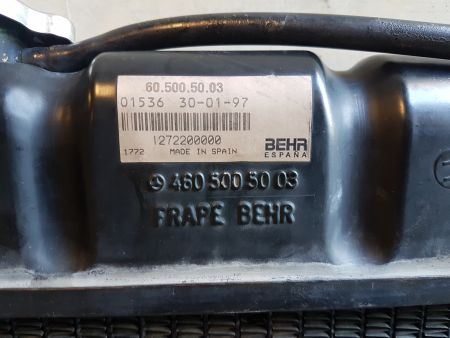 60.500.50.03
01536 30-01-97
1272200000
1772 MADE IN SPAIN
BEHR
ESPAÑA
460 500 50 03
FRAPE BEHR